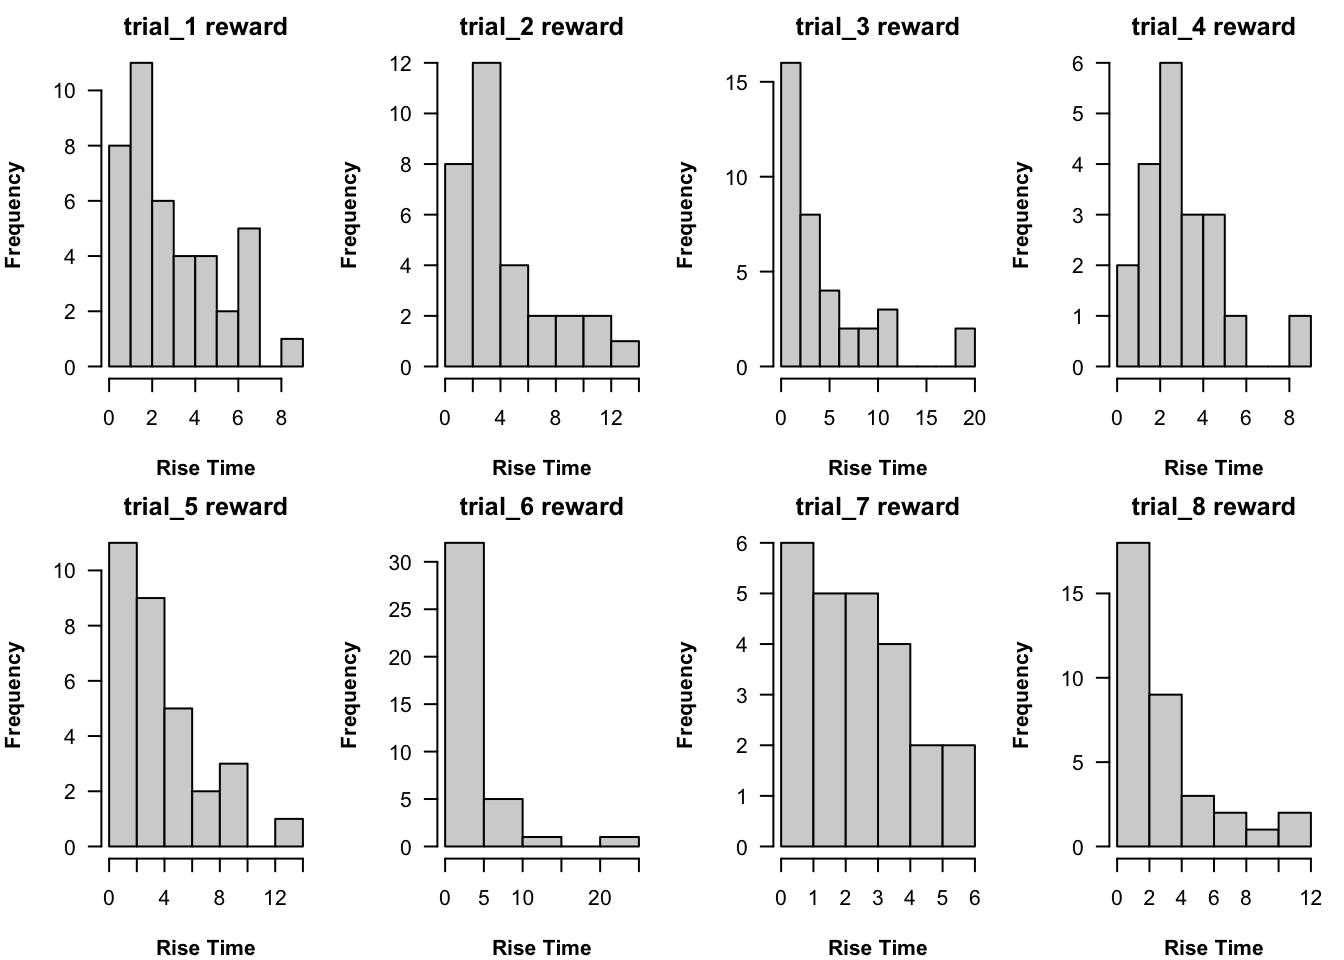 trial_1 reward
Frequency
0 2 4 6 8 10
0 2 4 6 8
Rise Time
trial_2 reward
Frequency
0 2 4 6 8 10 12
0 4 8 12
Rise Time
trial_3 reward
Frequency
0 5 10 15
0 5 10 15 20
Rise Time
trial_4 reward
Frequency
0 1 2 3 4 5 6
0 2 4 6 8
Rise Time
trial_5 reward
Frequency
0 2 4 6 8 10
0 4 8 12
Rise Time
trial_6 reward
Frequency
0 5 10 15 20 25 30
0 5 10 20
Rise Time
trial_7 reward
Frequency
0 1 2 3 4 5 6
0 1 2 3 4 5 6
Rise Time
trial_8 reward
Frequency
0 5 10 15
0 2 4 6 8 12
Rise Time